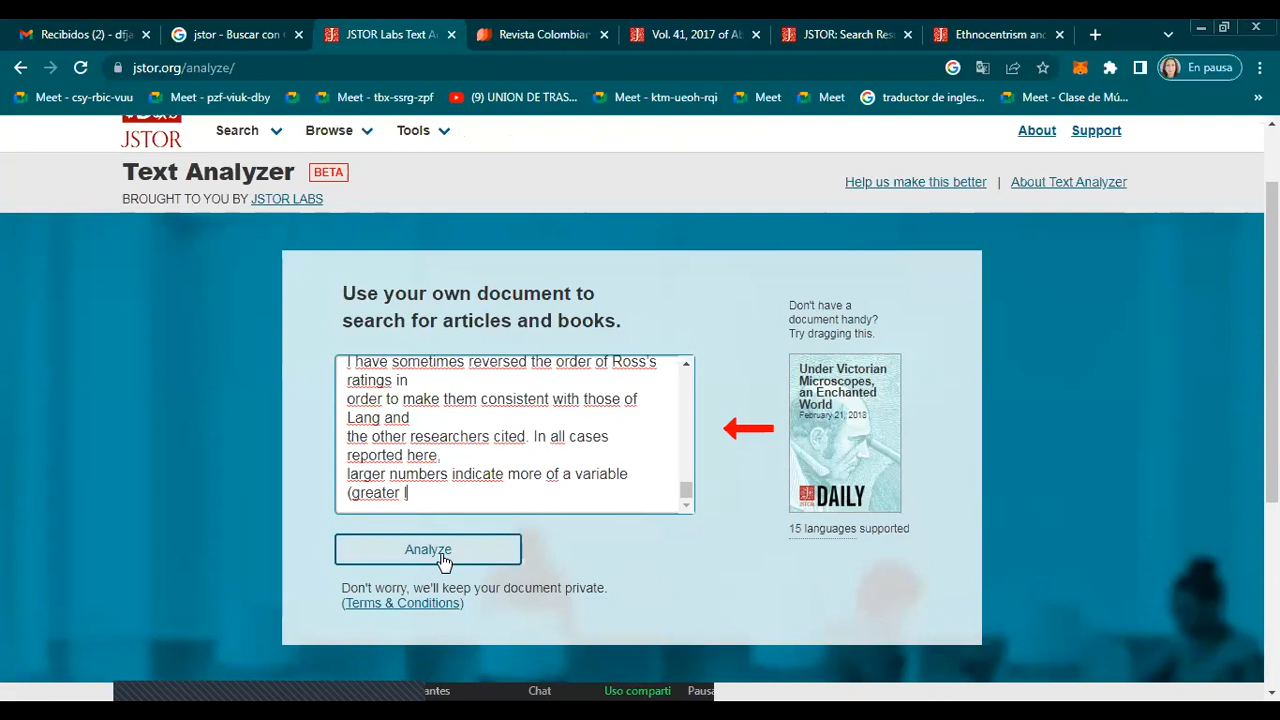 Recibidos (2) - dfja
jstor - Buscar con G
JSTOR Labs Text A
Revista Colombian
Vol. 41, 2017 of Ab
JSTOR: Search Res
Ethnocentrism and
jstor.org/analyze/
En pausa
Meet - csy-rbic-vuu
Meet - pzf-viuk-dby
Meet - tbx-ssrg-zpf
(9) UNION DE TRAS...
Meet - ktm-ueoh-rqi
Meet
Meet
traductor de ingles...
Meet - Clase de Mú...
JSTOR
Search
Browse
Tools
About
Support
Text Analyzer
BETA
BROUGHT TO YOU BY JSTOR LABS
Help us make this better | About Text Analyzer
Use your own document to
search for articles and books.
I have sometimes reversed the order of Ross's
ratings in
order to make them consistent with those of
Lang and
the other researchers cited. In all cases
reported here,
larger numbers indicate more of a variable
(greater l
Analyze
Don't worry, we'll keep your document private.
(Terms & Conditions)
Don't have a
document handy?
Try dragging this.
Under Victorian
Microscopes,
an Enchanted
World
February 21, 2018
JSTOR DAILY
15 languages supported
antes
Chat
Uso comparti
Pausa